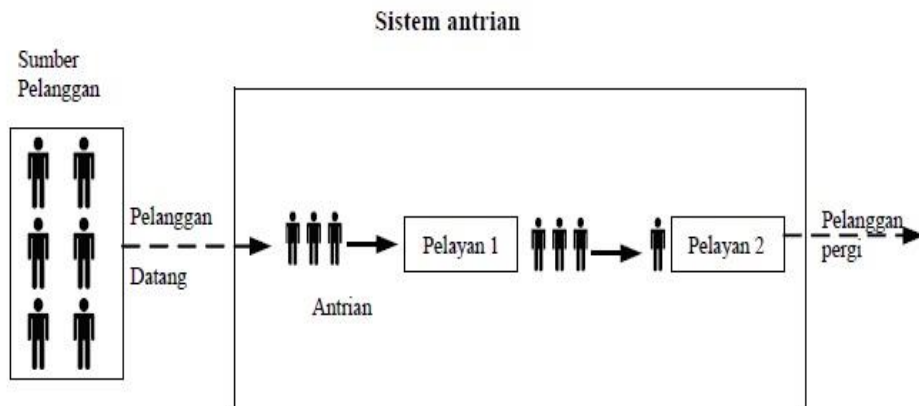 Sistem antrian
Sumber
Pelanggan
Pelanggan
Datang
Antrian
Pelayan 1
Pelayan 2
Pelanggan
pergi